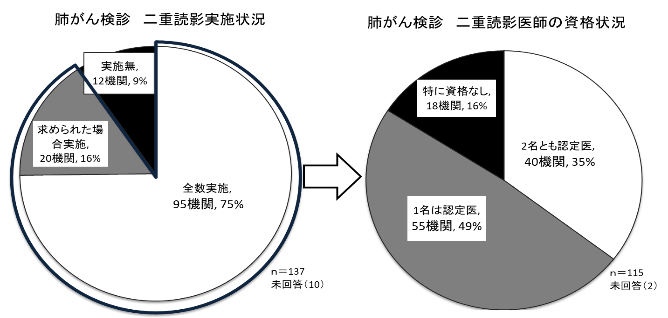 肺がん検診　二重読影実施状況
実施無,
12機関, 9%
求められた場
合実施,
20機関, 16%
全数実施,
95機関, 75%
n＝137
未回答（10）
肺がん検診　二重読影医師の資格状況
特に資格なし,
18機関, 16%
2名とも認定医,
40機関, 35%
1名は認定医,
55機関, 49%
n＝115
未回答（2）